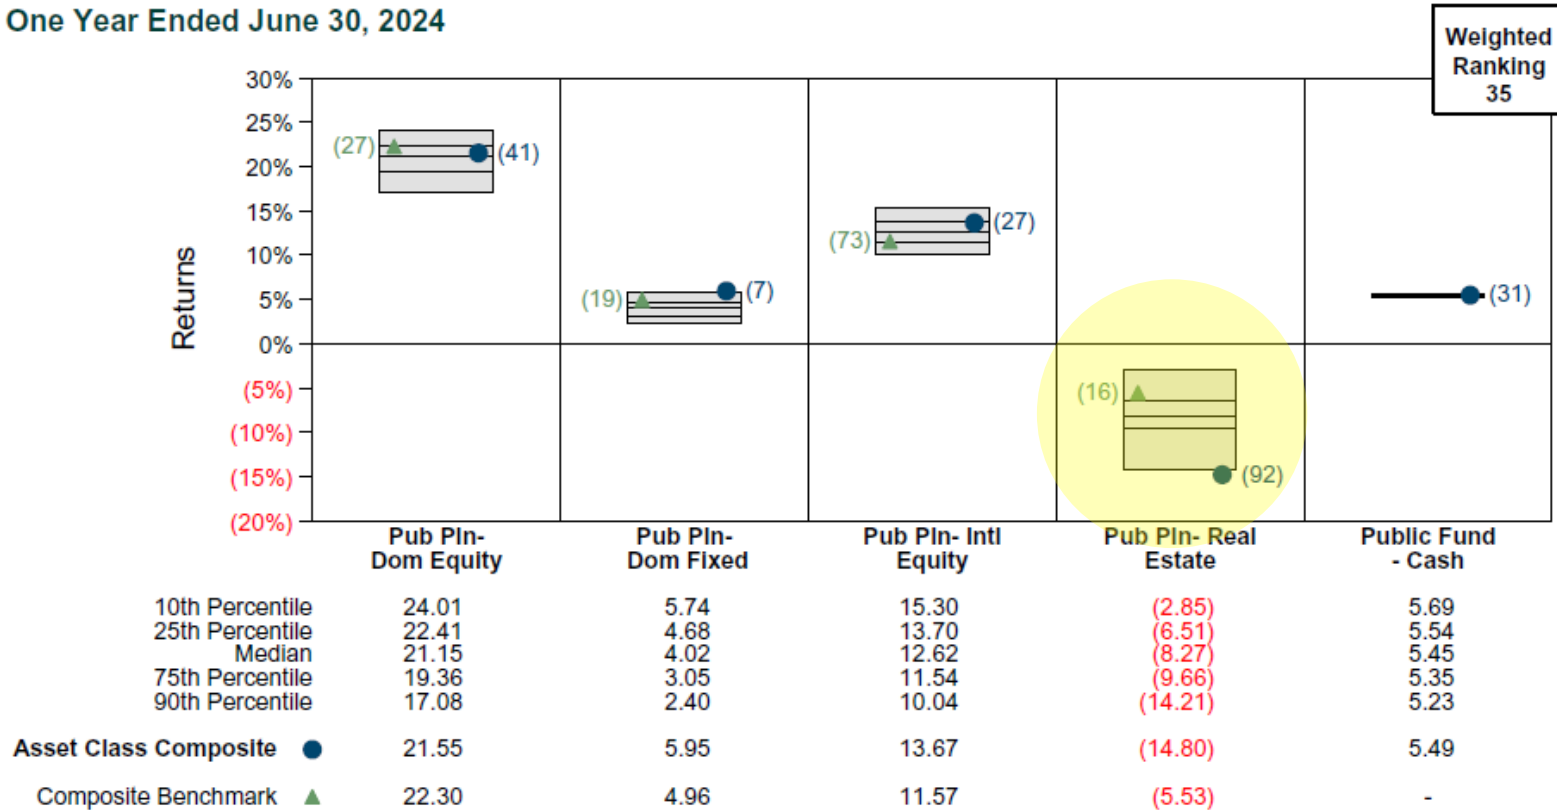 One Year Ended June 30, 2024
Weighted
Ranking
35
Returns
30%
25%
20%
15%
10%
5%
0%
(5%)
(10%)
(15%)
(20%)
(27)
(41)
(19)
(7)
(73)
(27)
(16)
(92)
(31)
Pub Pln-
Dom Equity
Pub Pln-
Dom Fixed
Pub Pln- Intl
Equity
Pub Pln- Real
Estate
Public Fund
- Cash
10th Percentile 24.01 5.74 15.30 (2.85) 5.69
25th Percentile 22.41 4.68 13.70 (6.51) 5.54
Median 21.15 4.02 12.62 (8.27) 5.45
75th Percentile 19.36 3.05 11.54 (9.66) 5.35
90th Percentile 17.08 2.40 10.04 (14.21) 5.23
Asset Class Composite 21.55 5.95 13.67 (14.80) 5.49
Composite Benchmark 22.30 4.96 11.57 (5.53) -